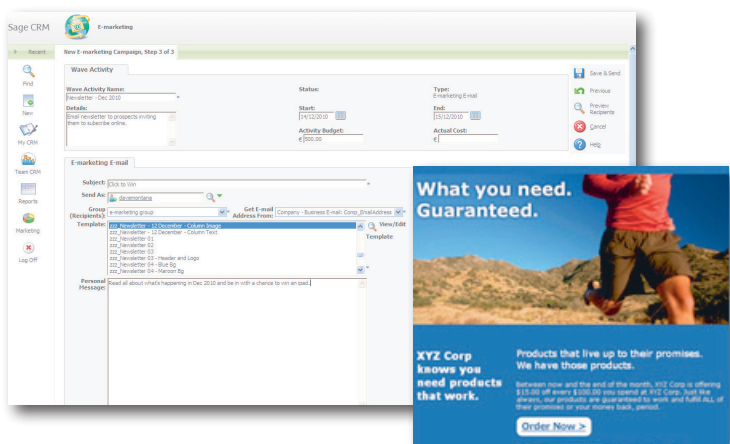 Sage CRM
E-marketing
Recent
New E-marketing Campaign, Step 3 of 3
Find
New
My CRM
Team CRM
Reports
Marketing
Log Off
Wave Activity
Wave Activity Name:
Newsletter - Dec 2010
Details:
Email newsletter to prospects inviting
them to subscribe online.
Status:
Start:
14/12/2010
Activity Budget:
€ 500.00
Type:
E-marketing E-mail
End:
15/12/2010
Actual Cost:
€
Save & Send
Previous
Preview
Recipients
Cancel
Help
E-marketing E-mail
Subject: Click to Win
Send As: davemontana
Group
(Recipients): e-marketing group
Get E-mail
Address From: Company - Business E-mail: Comp_EmailAddress
Template:
zzz_Newsletter - 12 December - Column Image
zzz_Newsletter - 12 December - Column Text
zzz_Newsletter 01
zzz_Newsletter 02
zzz_Newsletter 03
zzz_Newsletter 03 - Header and Logo
zzz_Newsletter 04 - Blue Bg
zzz_Newsletter 04 - Maroon Bg
View/Edit
Template
Personal
Message:
Read all about what's happening in Dec 2010 and be in with a chance to win an ipad.
What you need.
Guaranteed.
XYZ Corp
knows you
need products
that work.
Products that live up to their promises.
We have those products.
Between now and the end of the month, XYZ Corp is offering
$15.00 off every $100.00 you spend at XYZ Corp. Just like
always, our products are guaranteed to work and fulfill ALL of
their promises or your money back, period.
Order Now >